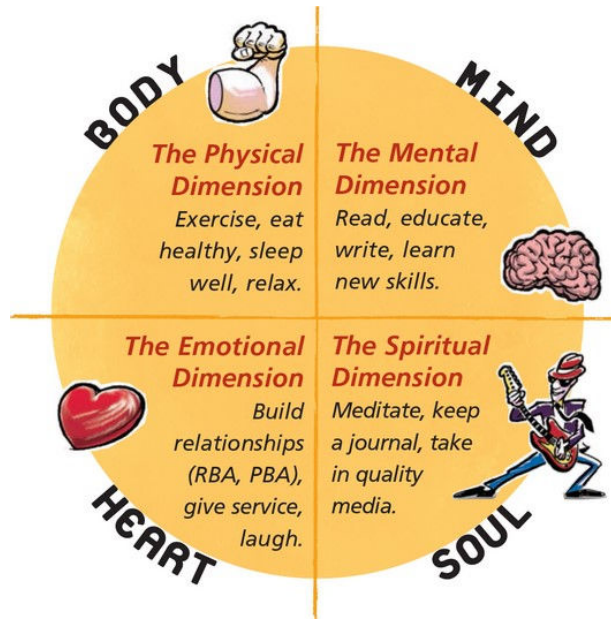 BODY
The Physical
Dimension
Exercise, eat
healthy, sleep
well, relax.
MIND
The Mental
Dimension
Read, educate,
write, learn
new skills.
HEART
The Emotional
Dimension
Build
relationships
(RBA, PBA),
give service,
laugh.
SOUL
The Spiritual
Dimension
Meditate, keep
a journal, take
in quality
media.